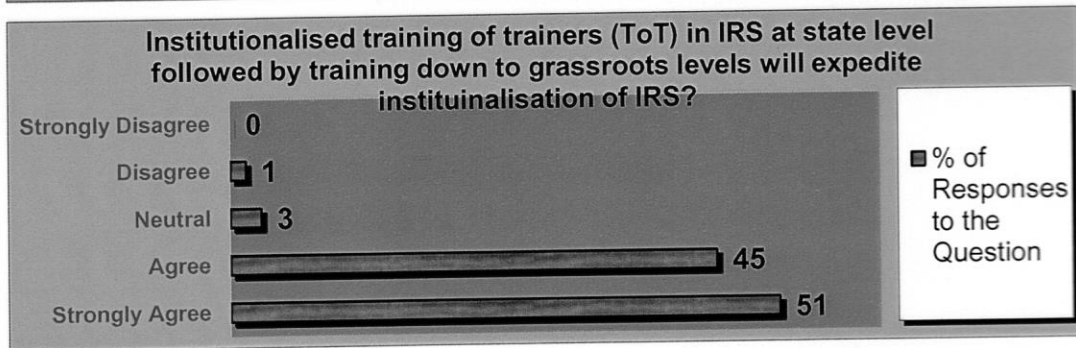 Institutionalised training of trainers (ToT) in IRS at state level
followed by training down to grassroots levels will expedite
instituinalisation of IRS?
Strongly Disagree 0
Disagree 1
Neutral 3
Agree 45
Strongly Agree 51
% of
Responses
to the
Question